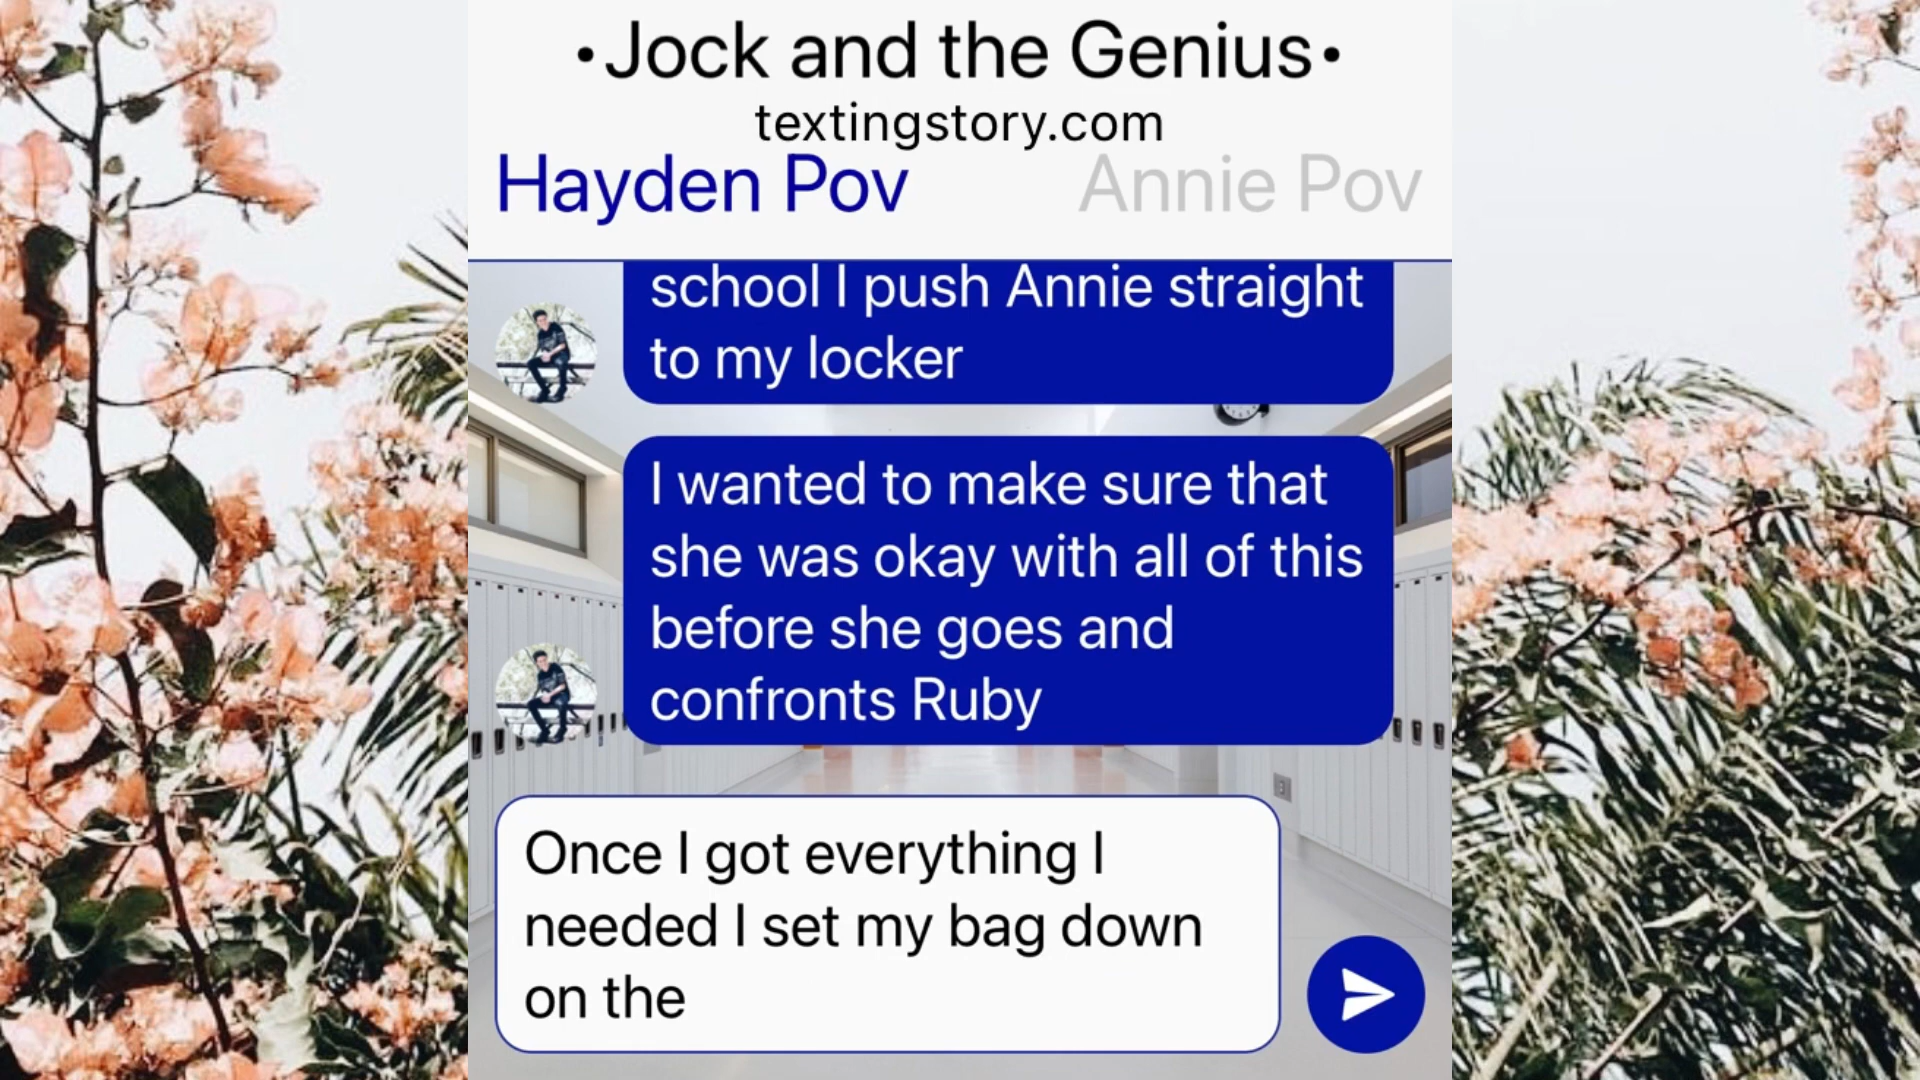 •Jock and the Genius•
textingstory.com
Hayden Pov
Annie Pov
school I push Annie straight
to my locker
I wanted to make sure that
she was okay with all of this
before she goes and
confronts Ruby
Once I got everything I
needed I set my bag down
on the